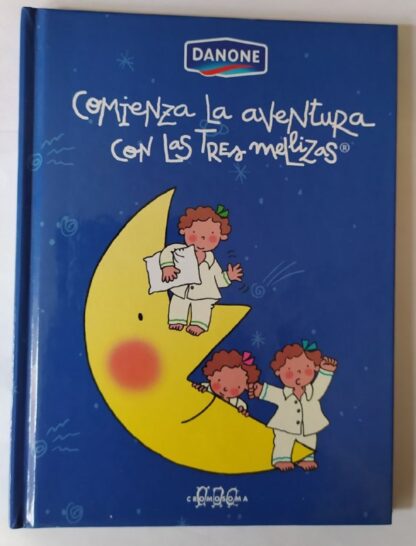 DANONE
COMIENZA LA AVENTURA
CON LAS TRES MELLIZAS®
CROMOSOMA